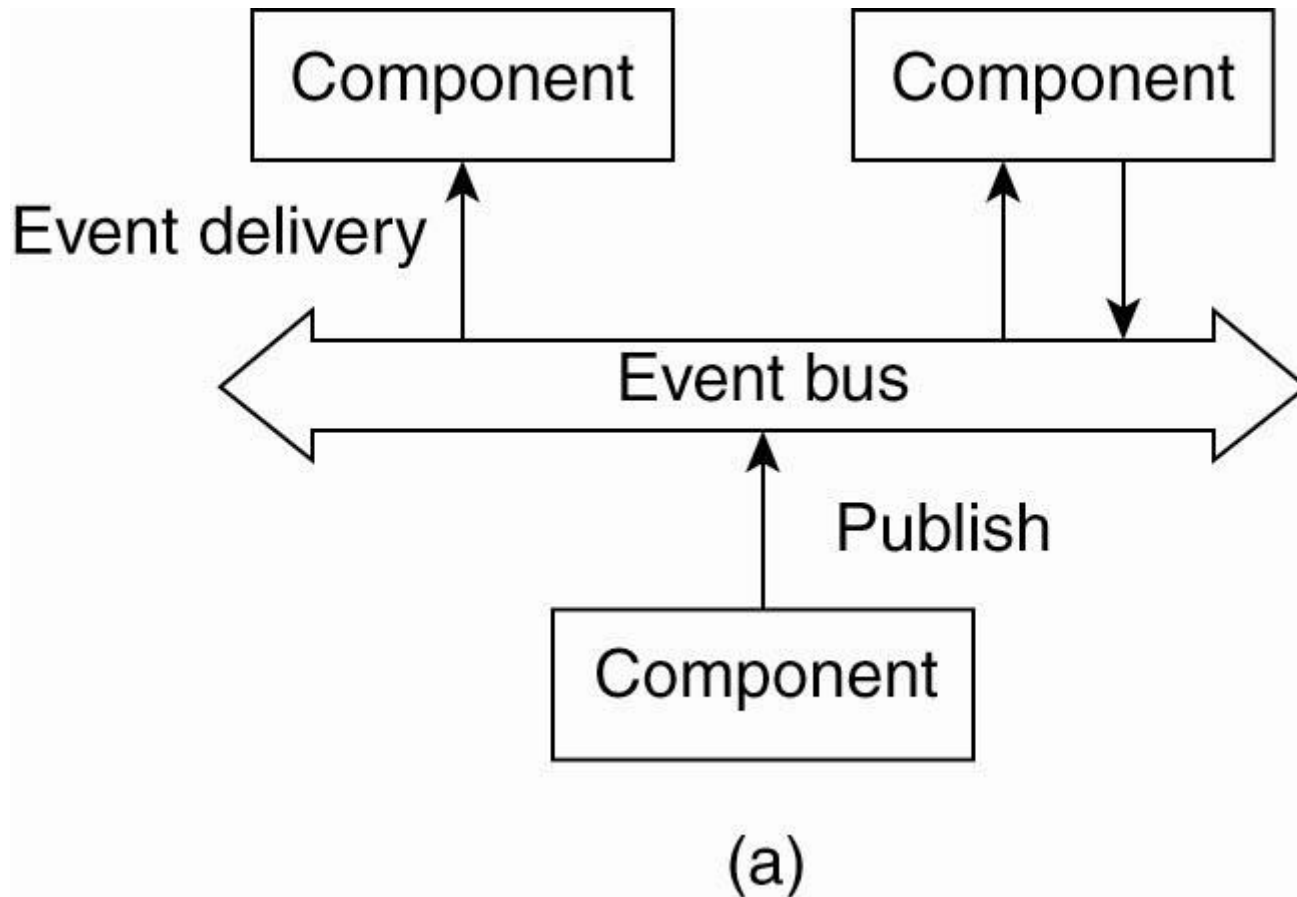 Component
Component
Event delivery
Event bus
Publish
Component
(a)